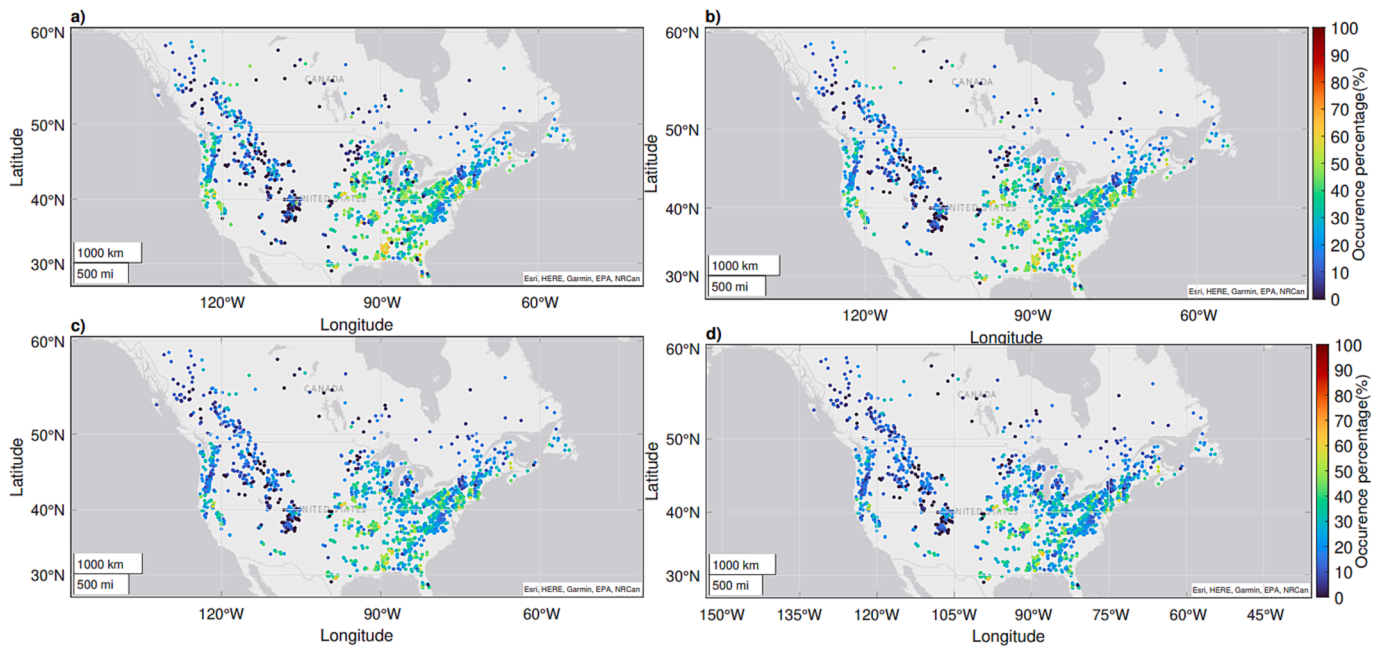 a)
60°N
50°N
40°N
30°N
Latitude
CANADA
UNITED STATES
1000 km
500 mi
Esri, HERE, Garmin, EPA, NRCan
120°W
90°W
60°W
Longitude
b)
60°N
50°N
40°N
30°N
Latitude
CANADA
UNITED STATES
1000 km
500 mi
Esri, HERE, Garmin, EPA, NRCan
120°W
90°W
60°W
Longitude
100
90
80
70
60
50
40
30
20
10
0
Occurence percentage(%)
c)
60°N
50°N
40°N
30°N
Latitude
CANADA
UNITED STATES
1000 km
500 mi
Esri, HERE, Garmin, EPA, NRCan
120°W
90°W
60°W
Longitude
d)
60°N
50°N
40°N
30°N
Latitude
CANADA
UNITED STATES
1000 km
500 mi
Esri, HERE, Garmin, EPA, NRCan
150°W
135°W
120°W
105°W
90°W
75°W
60°W
45°W
Longitude
100
90
80
70
60
50
40
30
20
10
0
Occurence percentage(%)